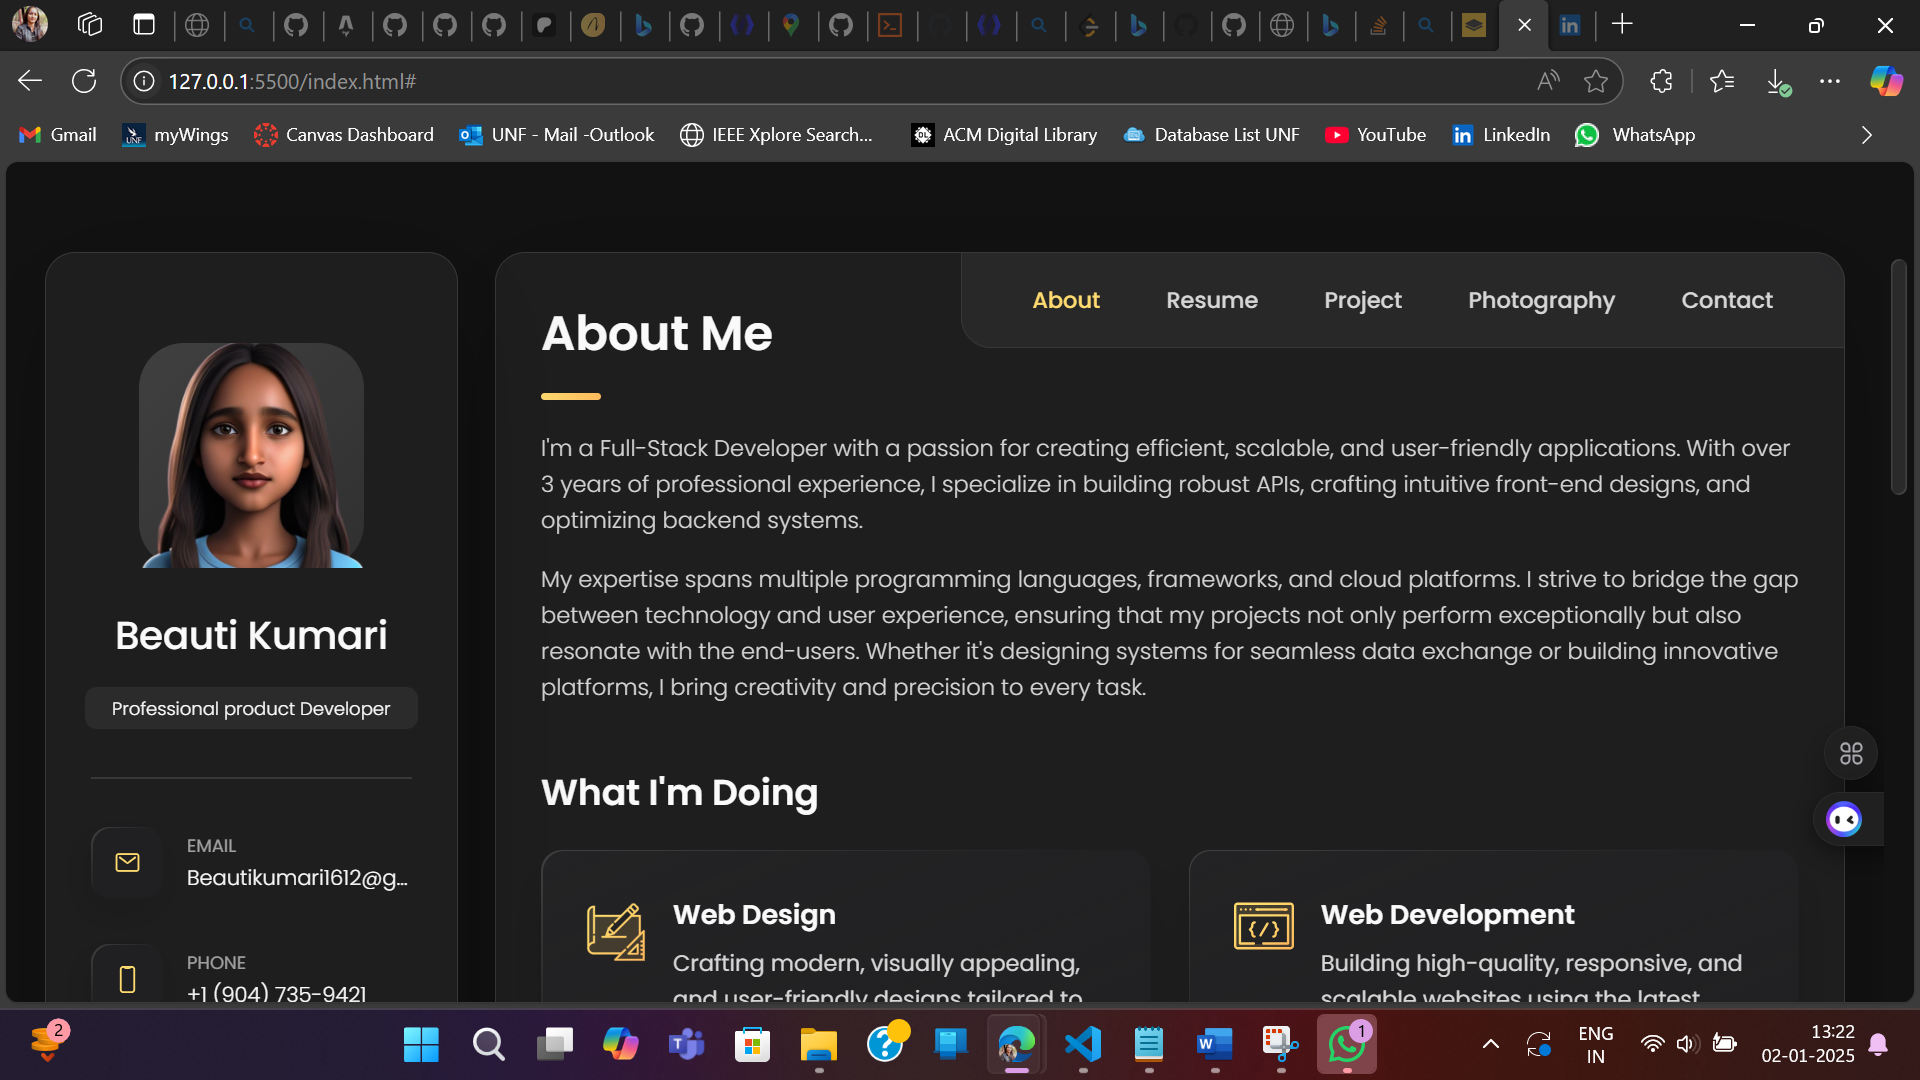 127.0.0.1:5500/index.html#
Gmail
myWings
Canvas Dashboard
UNF - Mail -Outlook
IEEE Xplore Search...
ACM Digital Library
Database List UNF
YouTube
LinkedIn
WhatsApp
About
Resume
Project
Photography
Contact
About Me
I'm a Full-Stack Developer with a passion for creating efficient, scalable, and user-friendly applications. With over
3 years of professional experience, I specialize in building robust APIs, crafting intuitive front-end designs, and
optimizing backend systems.
My expertise spans multiple programming languages, frameworks, and cloud platforms. I strive to bridge the gap
between technology and user experience, ensuring that my projects not only perform exceptionally but also
resonate with the end-users. Whether it's designing systems for seamless data exchange or building innovative
platforms, I bring creativity and precision to every task.
Beauti Kumari
Professional product Developer
EMAIL
Beautikumari1612@g...
PHONE
+1 (904) 735-9421
What I'm Doing
Web Design
Crafting modern, visually appealing,
and user-friendly designs tailored to
Web Development
Building high-quality, responsive, and
scalable websites using the latest
2
1
ENG
IN
13:22
02-01-2025